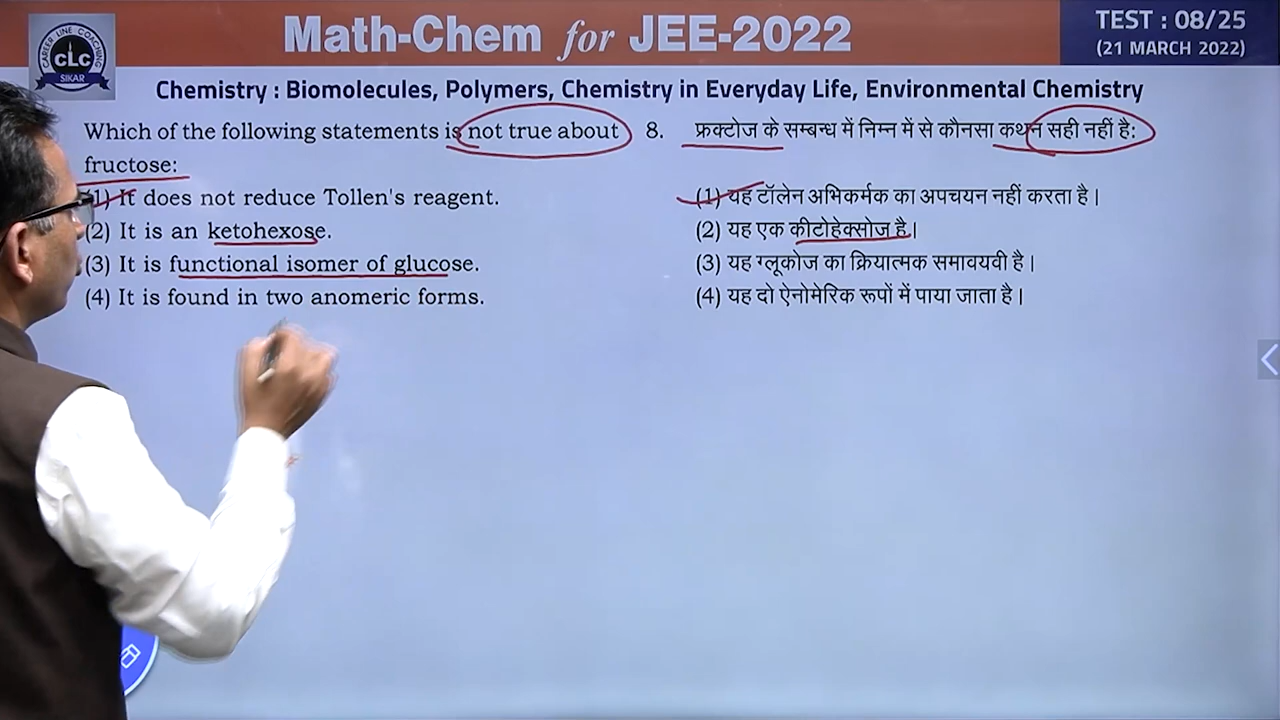 Math-Chem for JEE-2022
TEST : 08/25
(21 MARCH 2022)
CAREER LINE COACHING
CLC
SIKAR
Chemistry : Biomolecules, Polymers, Chemistry in Everyday Life, Environmental Chemistry
Which of the following statements is not true about
fructose:
(1) It does not reduce Tollen's reagent.
(2) It is an ketohexose.
(3) It is functional isomer of glucose.
(4) It is found in two anomeric forms.
8. फ्रक्टोज के सम्बन्ध में निम्न में से कौनसा कथन सही नहीं है:
(1) यह टॉलेन अभिकर्मक का अपचयन नहीं करता है।
(2) यह एक कीटोहेक्सोज है।
(3) यह ग्लूकोज का क्रियात्मक समावयवी है।
(4) यह दो ऐनोमेरिक रूपों में पाया जाता है।